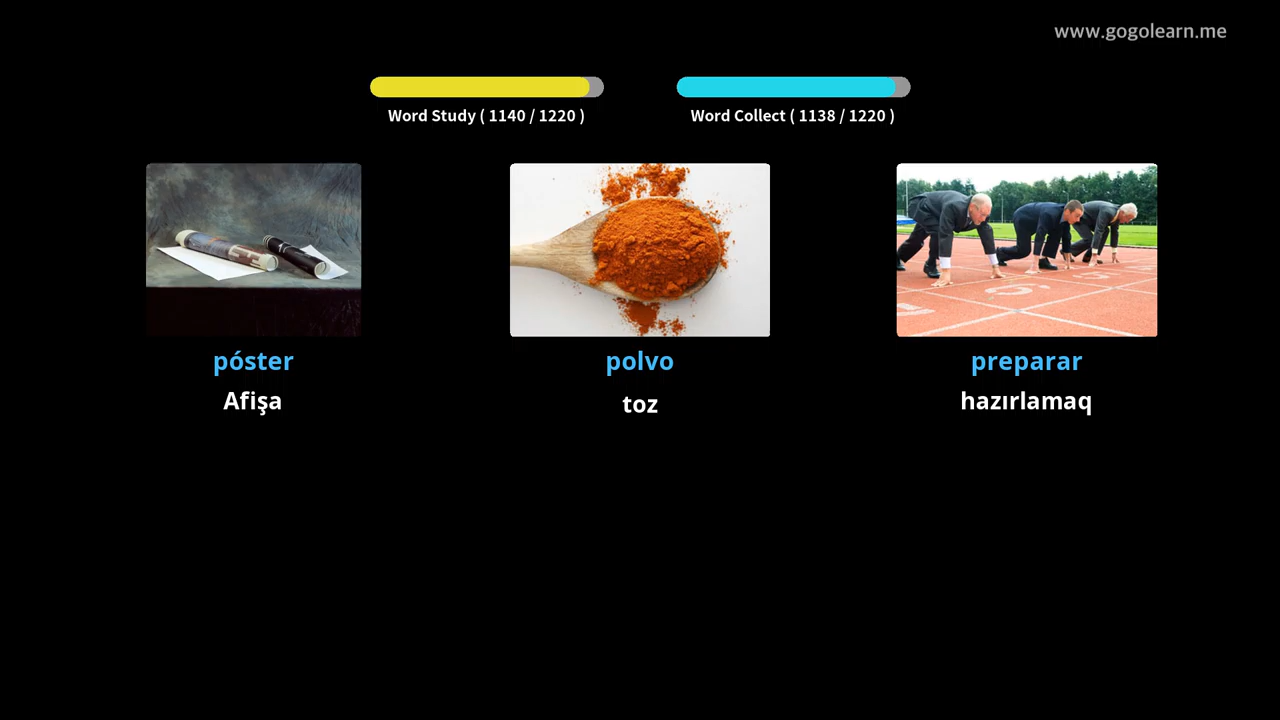 www.gogolearn.me
Word Study ( 1140 / 1220 )
Word Collect ( 1138 / 1220 )
póster
polvo
preparar
Afişa
toz
hazırlamaq